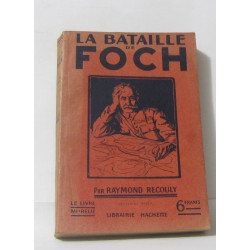 LA BATAILLE
DE
FOCH
Par RAYMOND RECOULY
LE LIVRE
6 FRANCS
LIBRAIRIE HACHETTE